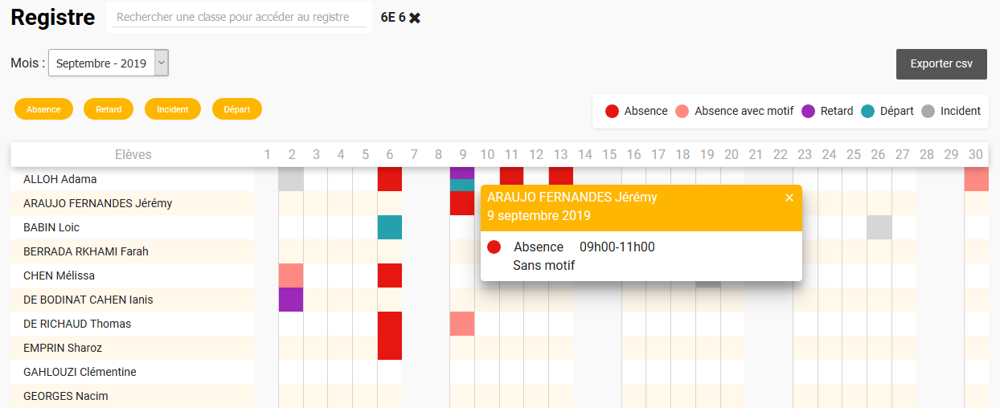 Registre Rechercher une classe pour accéder au registre 6E 6 ✖
Mois : Septembre - 2019 Exporter csv
Absence Retard Incident Départ
Absence Absence avec motif Retard Départ Incident
Elèves 1 2 3 4 5 6 7 8 9 10 11 12 13 14 15 16 17 18 19 20 21 22 23 24 25 26 27 28 29 30
ALLOH Adama
ARAUJO FERNANDES Jérémy
ARAUJO FERNANDES Jérémy ×
9 septembre 2019
Absence 09h00-11h00
Sans motif
BABIN Loic
BERRADA RKHAMI Farah
CHEN Mélissa
DE BODINAT CAHEN Ianis
DE RICHAUD Thomas
EMPRIN Sharoz
GAHLOUZI Clémentine
GEORGES Nacim